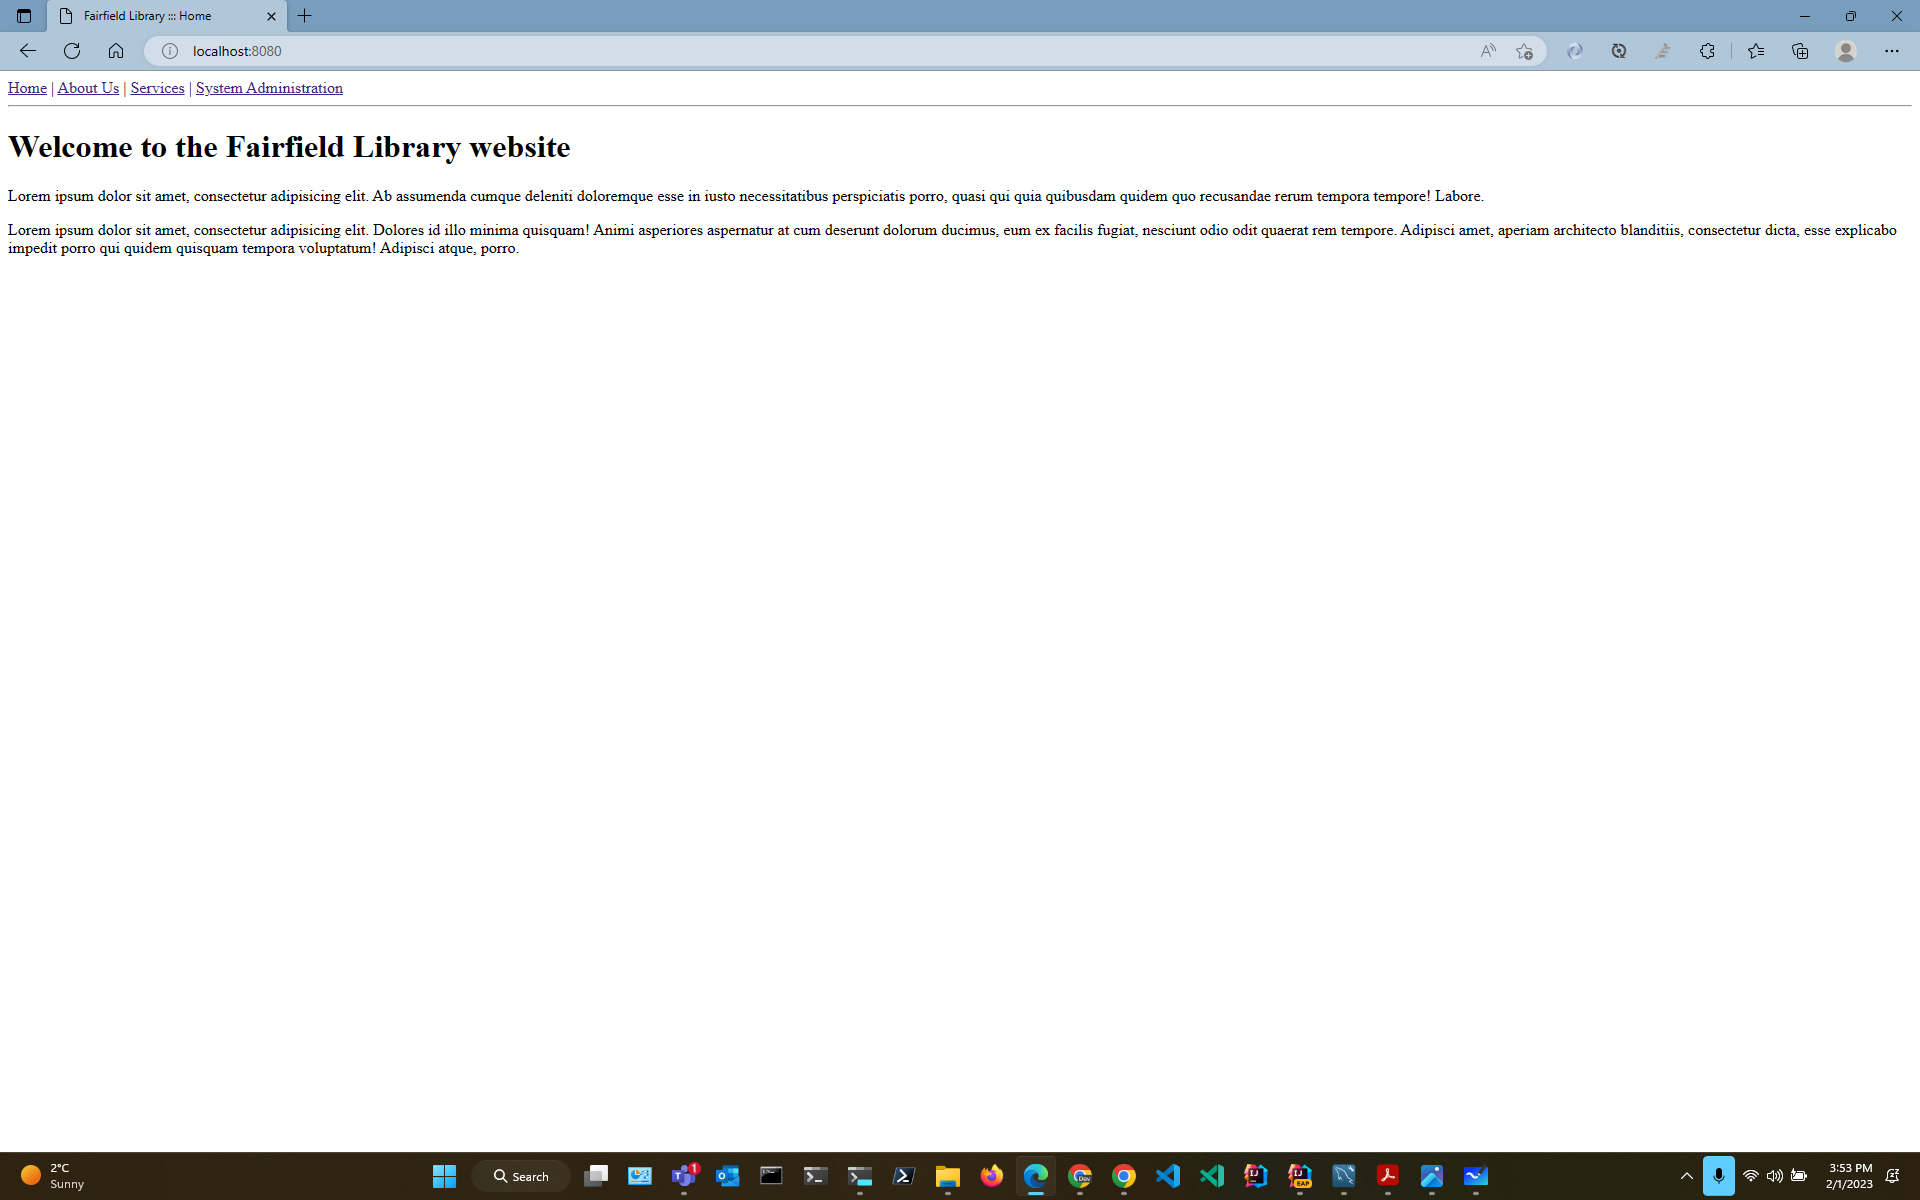 Fairfield Library ::: Home
localhost:8080
Home | About Us | Services | System Administration
Welcome to the Fairfield Library website
Lorem ipsum dolor sit amet, consectetur adipisicing elit. Ab assumenda cumque deleniti doloremque esse in iusto necessitatibus perspiciatis porro, quasi qui quia quibusdam quidem quo recusandae rerum tempora tempore! Labore.
Lorem ipsum dolor sit amet, consectetur adipisicing elit. Dolores id illo minima quisquam! Animi asperiores aspernatur at cum deserunt dolorum ducimus, eum ex facilis fugiat, nesciunt odio odit quaerat rem tempore. Adipisci amet, aperiam architecto blanditiis, consectetur dicta, esse explicabo
impedit porro qui quidem quisquam tempora voluptatum! Adipisci atque, porro.
2°C
Sunny
Search
1
Dev
EAP
3:53 PM
2/1/2023